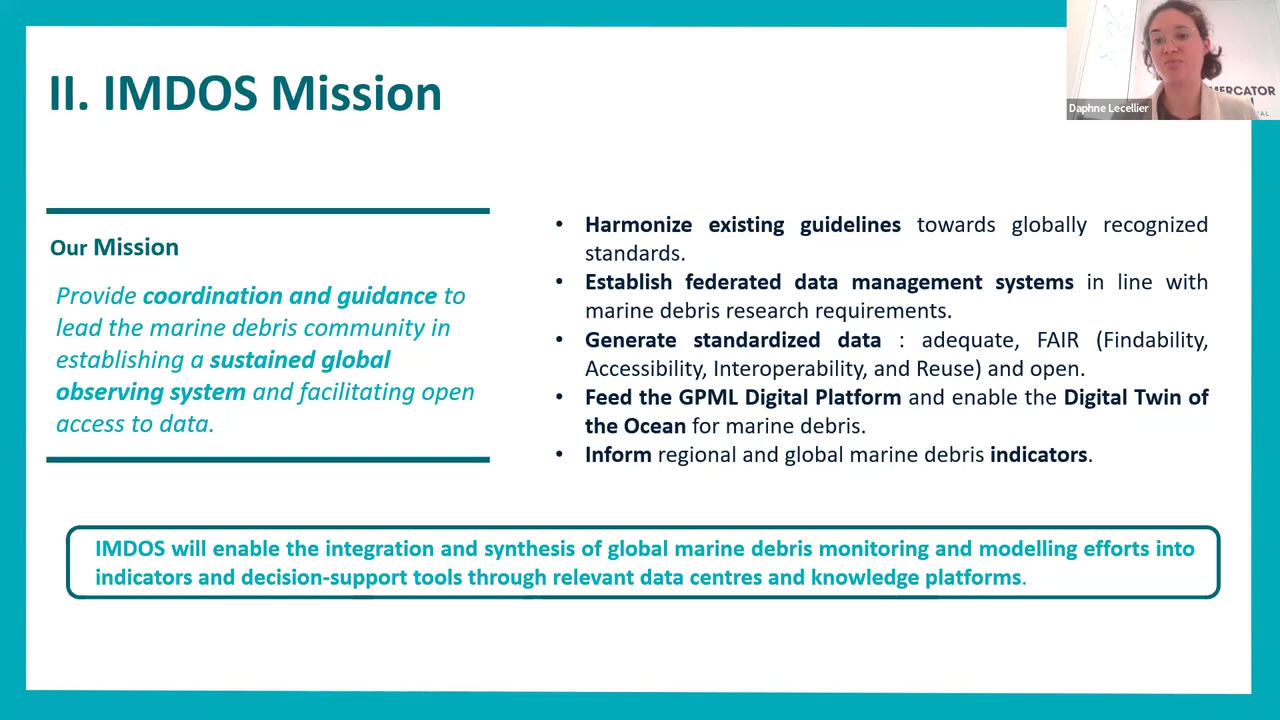 II. IMDOS Mission
MERCATOR
Daphne Lecellier
Our Mission
Provide coordination and guidance to
lead the marine debris community in
establishing a sustained global
observing system and facilitating open
access to data.
• Harmonize existing guidelines towards globally recognized
standards.
• Establish federated data management systems in line with
marine debris research requirements.
• Generate standardized data : adequate, FAIR (Findability,
Accessibility, Interoperability, and Reuse) and open.
• Feed the GPML Digital Platform and enable the Digital Twin of
the Ocean for marine debris.
• Inform regional and global marine debris indicators.
IMDOS will enable the integration and synthesis of global marine debris monitoring and modelling efforts into
indicators and decision-support tools through relevant data centres and knowledge platforms.